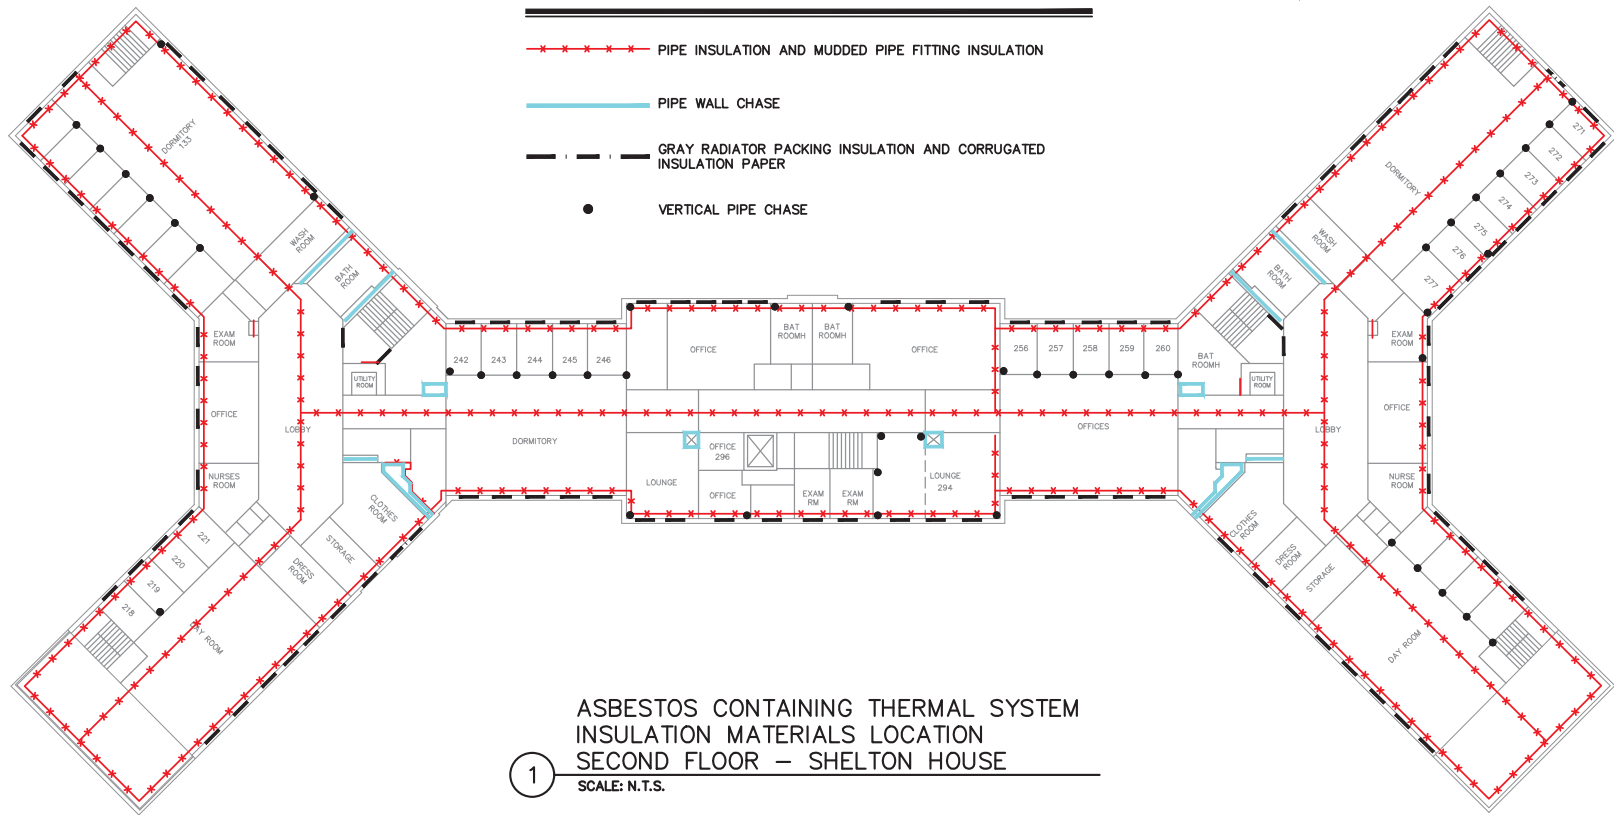 PIPE INSULATION AND MUDDED PIPE FITTING INSULATION
PIPE WALL CHASE
GRAY RADIATOR PACKING INSULATION AND CORRUGATED
INSULATION PAPER
VERTICAL PIPE CHASE
DORMITORY
133
WASH
ROOM
BATH
ROOM
EXAM
ROOM
OFFICE
NURSES
ROOM
LOBBY
UTILITY
ROOM
CLOTHES
ROOM
STORAGE
DRESS
ROOM
221
220
219
218
DAY ROOM
242
243
244
245
246
DORMITORY
OFFICE
BAT
ROOMH
BAT
ROOMH
OFFICE
OFFICE
296
LOUNGE
OFFICE
EXAM
RM
EXAM
RM
LOUNGE
294
256
257
258
259
260
OFFICES
BAT
ROOMH
UTILITY
ROOM
LOBBY
DORMITORY
WASH
ROOM
BATH
ROOM
271
272
273
274
275
276
277
EXAM
ROOM
OFFICE
NURSE
ROOM
CLOTHES
ROOM
DRESS
ROOM
STORAGE
DAY ROOM
ASBESTOS CONTAINING THERMAL SYSTEM
INSULATION MATERIALS LOCATION
1 SECOND FLOOR – SHELTON HOUSE
SCALE: N.T.S.